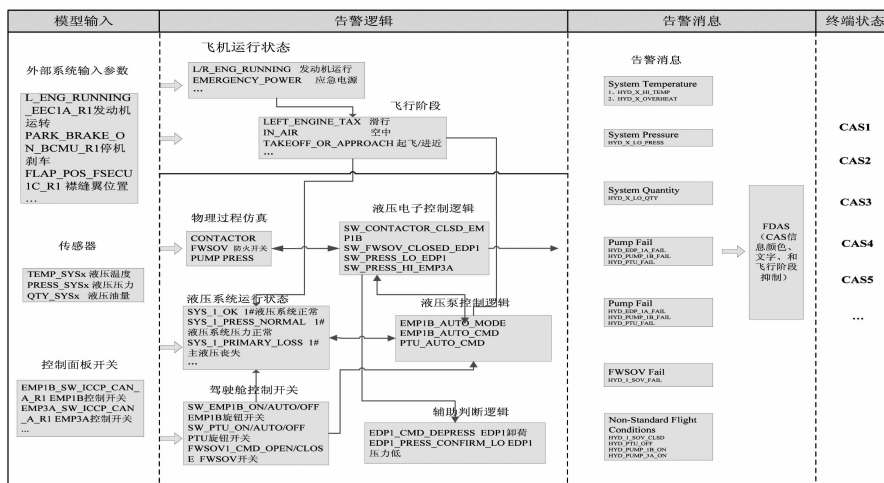 模型输入
告警逻辑
告警消息
终端状态
外部系统输入参数
L_ENG_RUNNING
_EEC1A_R1发动机
运转
PARK_BRAKE_O
N_BCMU_R1停机
刹车
FLAP_POS_FSECU
1C_R1 襟缝翼位置
...
传感器
TEMP_SYSx 液压温度
PRESS_SYSx液压压力
QTY_SYSx 液压油量
控制面板开关
EMP1B_SW_ICCP_CAN_
A_R1 EMP1B控制开关
EMP3A_SW_ICCP_CAN
_A_R1 EMP3A控制开关
...
飞机运行状态
L/R_ENG_RUNNING 发动机运行
EMERGENCY_POWER 应急电源
...
飞行阶段
LEFT_ENGINE_TAX 滑行
IN_AIR 空中
TAKEOFF_OR_APPROACH 起飞/进近
...
物理过程仿真
CONTACTOR
FWSOV 防火开关
PUMP PRESS
液压电子控制逻辑
SW_CONTACTOR_CLSD_EM
P1B
SW_FWSOV_CLOSED_EDP1
SW_PRESS_LO_EDP1
SW_PRESS_HI_EMP3A
液压系统运行状态
SYS_1_OK 1#液压系统正常
SYS_1_PRESS_NORMAL 1#
液压系统压力正常
SYS_1_PRIMARY_LOSS 1#
主液压丧失
...
液压泵控制逻辑
EMP1B_AUTO_MODE
EMP1B_AUTO_CMD
PTU_AUTO_CMD
驾驶舱控制开关
SW_EMP1B_ON/AUTO/OFF
EMP1B旋钮开关
SW_PTU_ON/AUTO/OFF
PTU旋钮开关
FWSOV1_CMD_OPEN/CLOS
E FWSOV开关
辅助判断逻辑
EDP1_CMD_DEPRESS EDP1卸荷
EDP1_PRESS_CONFIRM_LO EDP1
压力低
告警消息
System Temperature
1、HYD_X_HI_TEMP
2、HYD_X_OVERHEAT
System Pressure
HYD_X_LO_PRESS
System Quantity
HYD_X_LO_QTY
Pump Fail
HYD_EDP_1A_FAIL
HYD_PUMP_1B_FAIL
HYD_PTU_FAIL
Pump Fail
HYD_EDP_1A_FAIL
HYD_PUMP_1B_FAIL
HYD_PTU_FAIL
FWSOV Fail
HYD_1_SOV_FAIL
Non-Standard Flight
Conditions
HYD_1_SOV_CLSD
HYD_PTU_OFF
HYD_PUMP_1B_ON
HYD_PUMP_3A_ON
FDAS
（CAS信
息颜色、
文字、和
飞行阶段
抑制）
CAS1
CAS2
CAS3
CAS4
CAS5
...